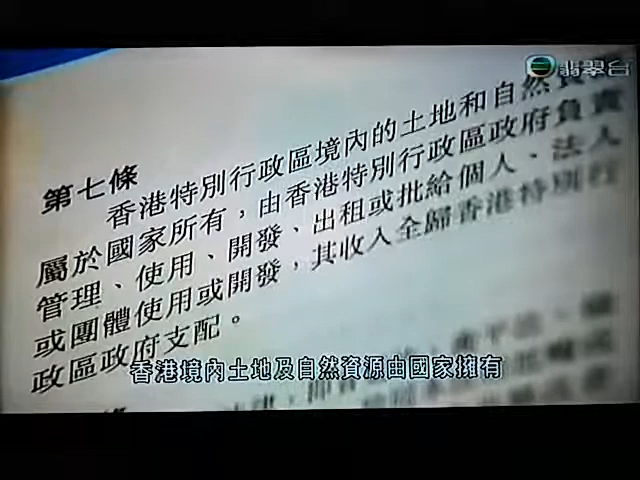 翡翠台
第七條
香港特別行政區境內的土地和自然資源
屬於國家所有，由香港特別行政區政府負責
管理、使用、開發、出租或批給個人、法人
或團體使用或開發，其收入全歸香港特別行
政區政府支配。
香港境內土地及自然資源由國家擁有